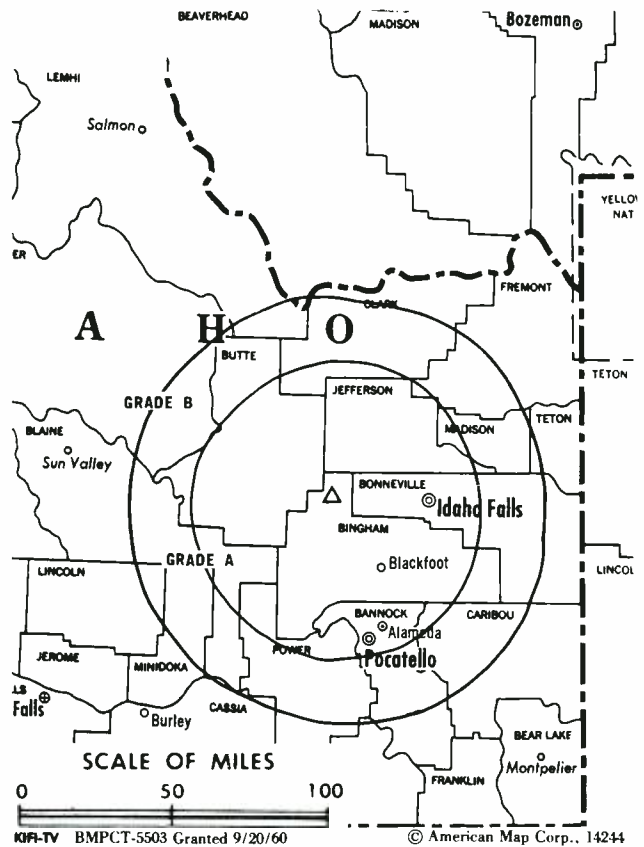 BEAVERHEAD
MADISON
Bozeman
LEMHI
Salmon
YELLO
NAT
ER
FREMONT
CLARK
A H O
BUTTE
TETON
JEFFERSON
GRADE B
TETON
BLAINE
MADISON
Sun Valley
BONNEVILLE
Idaho Falls
BINGHAM
GRADE A
Blackfoot
LINCOLN
LINCOL
BANNOCK
CARIBOU
Alameda
POWER
JEROME
Pocatello
MINIDOKA
LS
Falls
CASSIA
Burley
BEAR LAKE
SCALE OF MILES
Montpelier
FRANKLIN
0 50 100
KIFI-TV BMPCT-5503 Granted 9/20/60 © American Map Corp., 14244